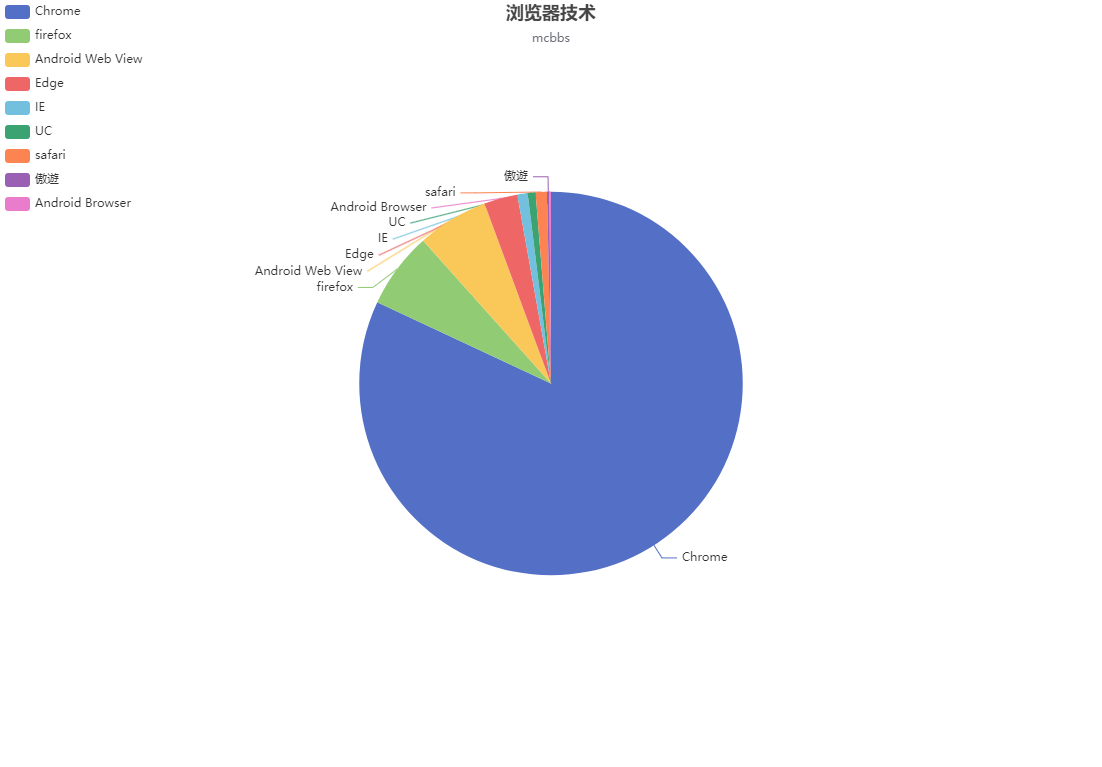 浏览器技术
mcbbs
Chrome
firefox
Android Web View
Edge
IE
UC
safari
傲遊
Android Browser
傲遊
safari
Android Browser
UC
IE
Edge
Android Web View
firefox
Chrome